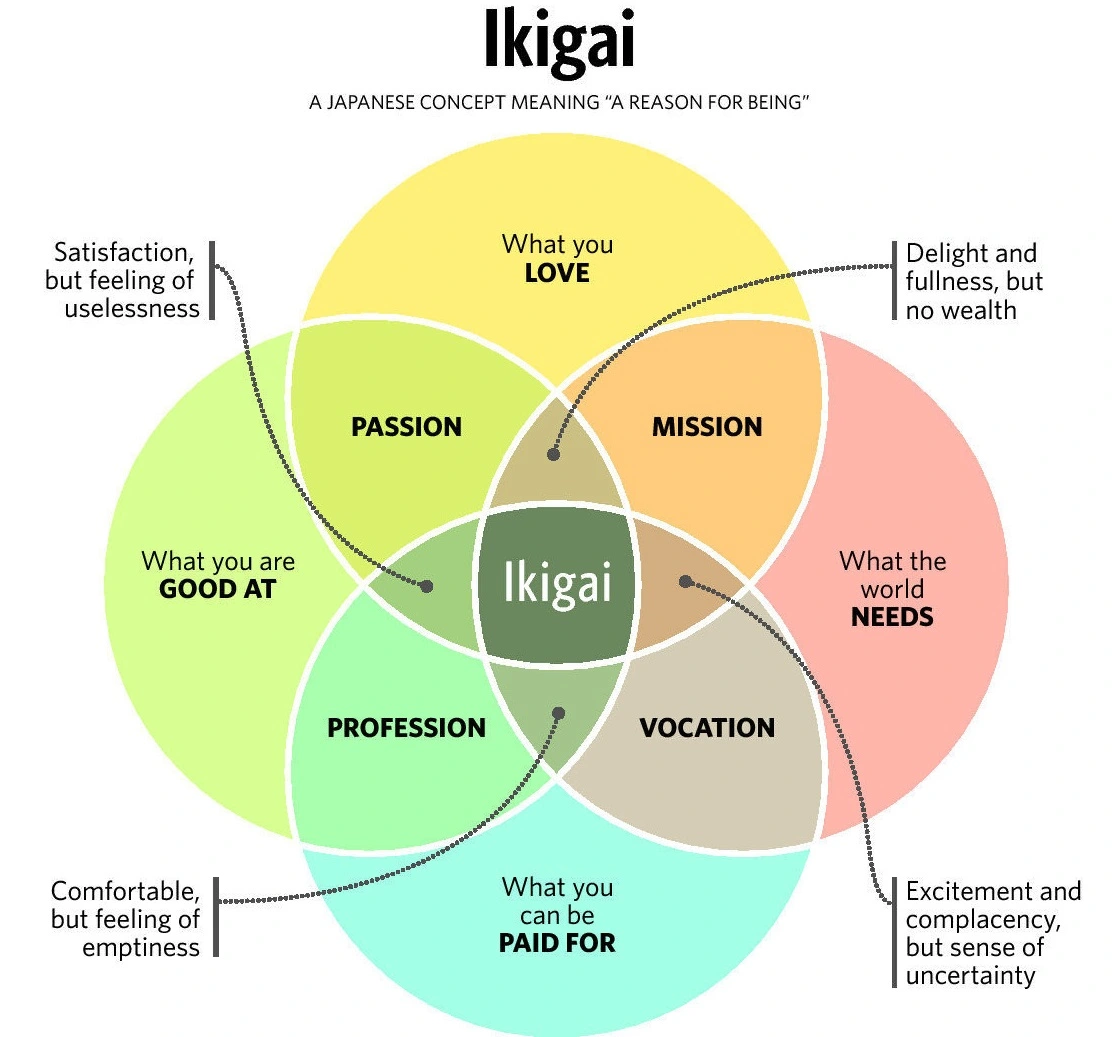 Ikigai
A JAPANESE CONCEPT MEANING “A REASON FOR BEING”
What you
LOVE
Satisfaction,
but feeling of
uselessness
Delight and
fullness, but
no wealth
PASSION
MISSION
What you are
GOOD AT
Ikigai
What the
world
NEEDS
PROFESSION
VOCATION
What you
can be
PAID FOR
Comfortable,
but feeling of
emptiness
Excitement and
complacency,
but sense of
uncertainty